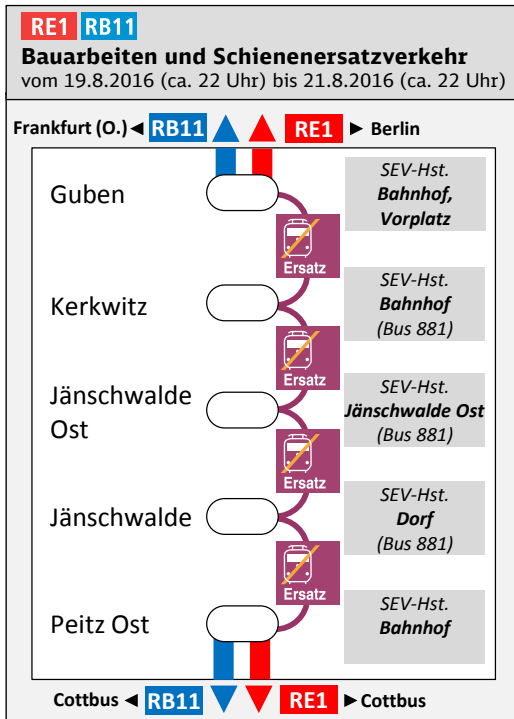 RE1 RB11
Bauarbeiten und Schienenersatzverkehr
vom 19.8.2016 (ca. 22 Uhr) bis 21.8.2016 (ca. 22 Uhr)
Frankfurt (O.) RB11 RE1 Berlin
Guben
SEV-Hst.
Bahnhof,
Vorplatz
Ersatz
Kerkwitz
SEV-Hst.
Bahnhof
(Bus 881)
Ersatz
Jänschwalde
Ost
SEV-Hst.
Jänschwalde Ost
(Bus 881)
Ersatz
Jänschwalde
SEV-Hst.
Dorf
(Bus 881)
Ersatz
Peitz Ost
SEV-Hst.
Bahnhof
Cottbus RB11 RE1 Cottbus